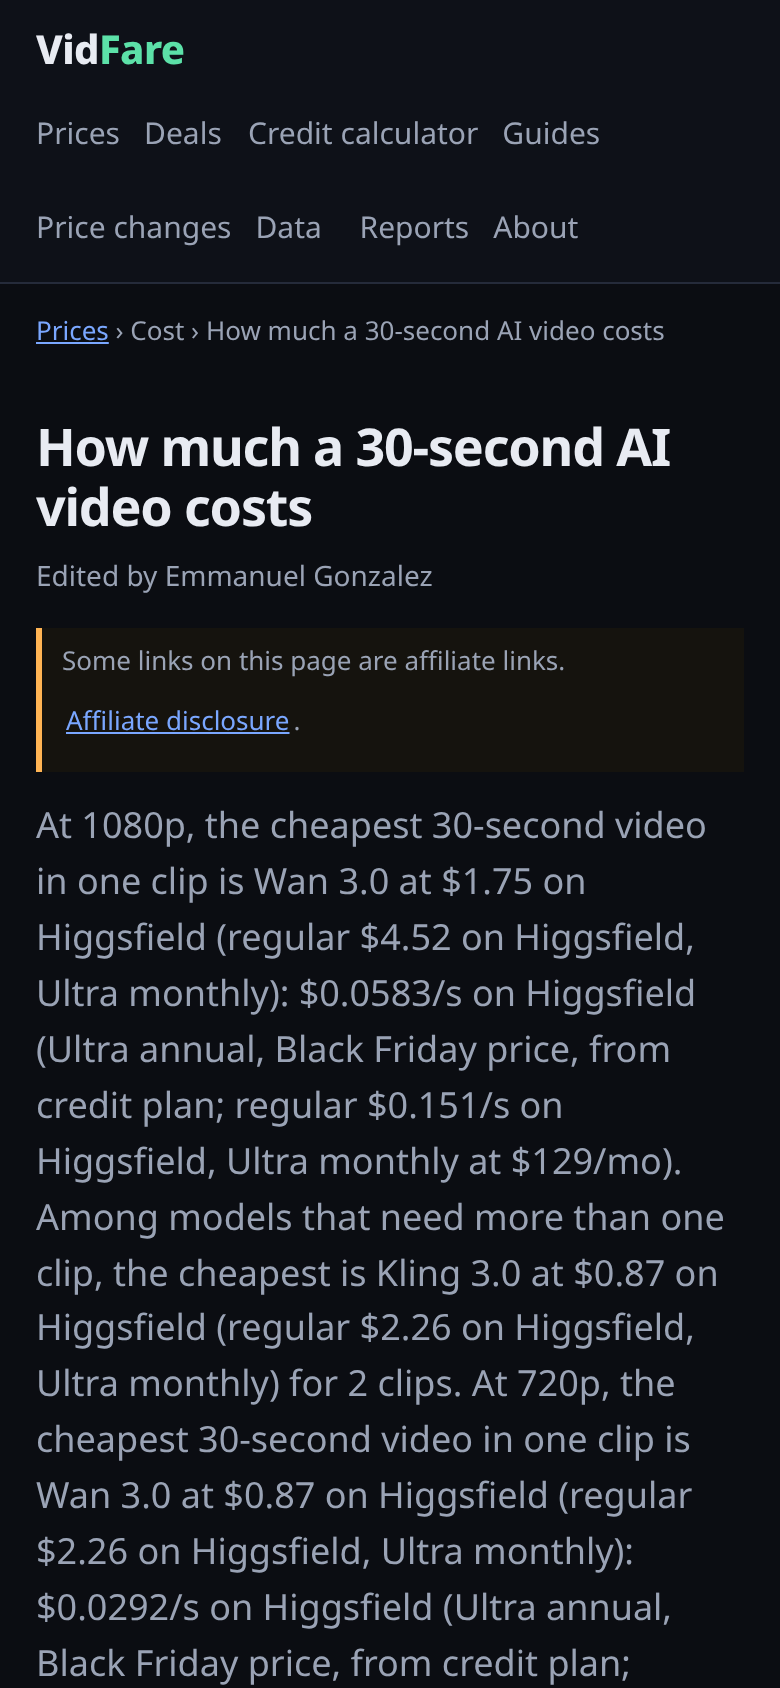 VidFare
Prices Deals Credit calculator Guides
Price changes Data Reports About
Prices › Cost › How much a 30-second AI video costs
How much a 30-second AI
video costs
Edited by Emmanuel Gonzalez
Some links on this page are affiliate links.
Affiliate disclosure.
At 1080p, the cheapest 30-second video
in one clip is Wan 3.0 at $1.75 on
Higgsfield (regular $4.52 on Higgsfield,
Ultra monthly): $0.0583/s on Higgsfield
(Ultra annual, Black Friday price, from
credit plan; regular $0.151/s on
Higgsfield, Ultra monthly at $129/mo).
Among models that need more than one
clip, the cheapest is Kling 3.0 at $0.87 on
Higgsfield (regular $2.26 on Higgsfield,
Ultra monthly) for 2 clips. At 720p, the
cheapest 30-second video in one clip is
Wan 3.0 at $0.87 on Higgsfield (regular
$2.26 on Higgsfield, Ultra monthly):
$0.0292/s on Higgsfield (Ultra annual,
Black Friday price, from credit plan;